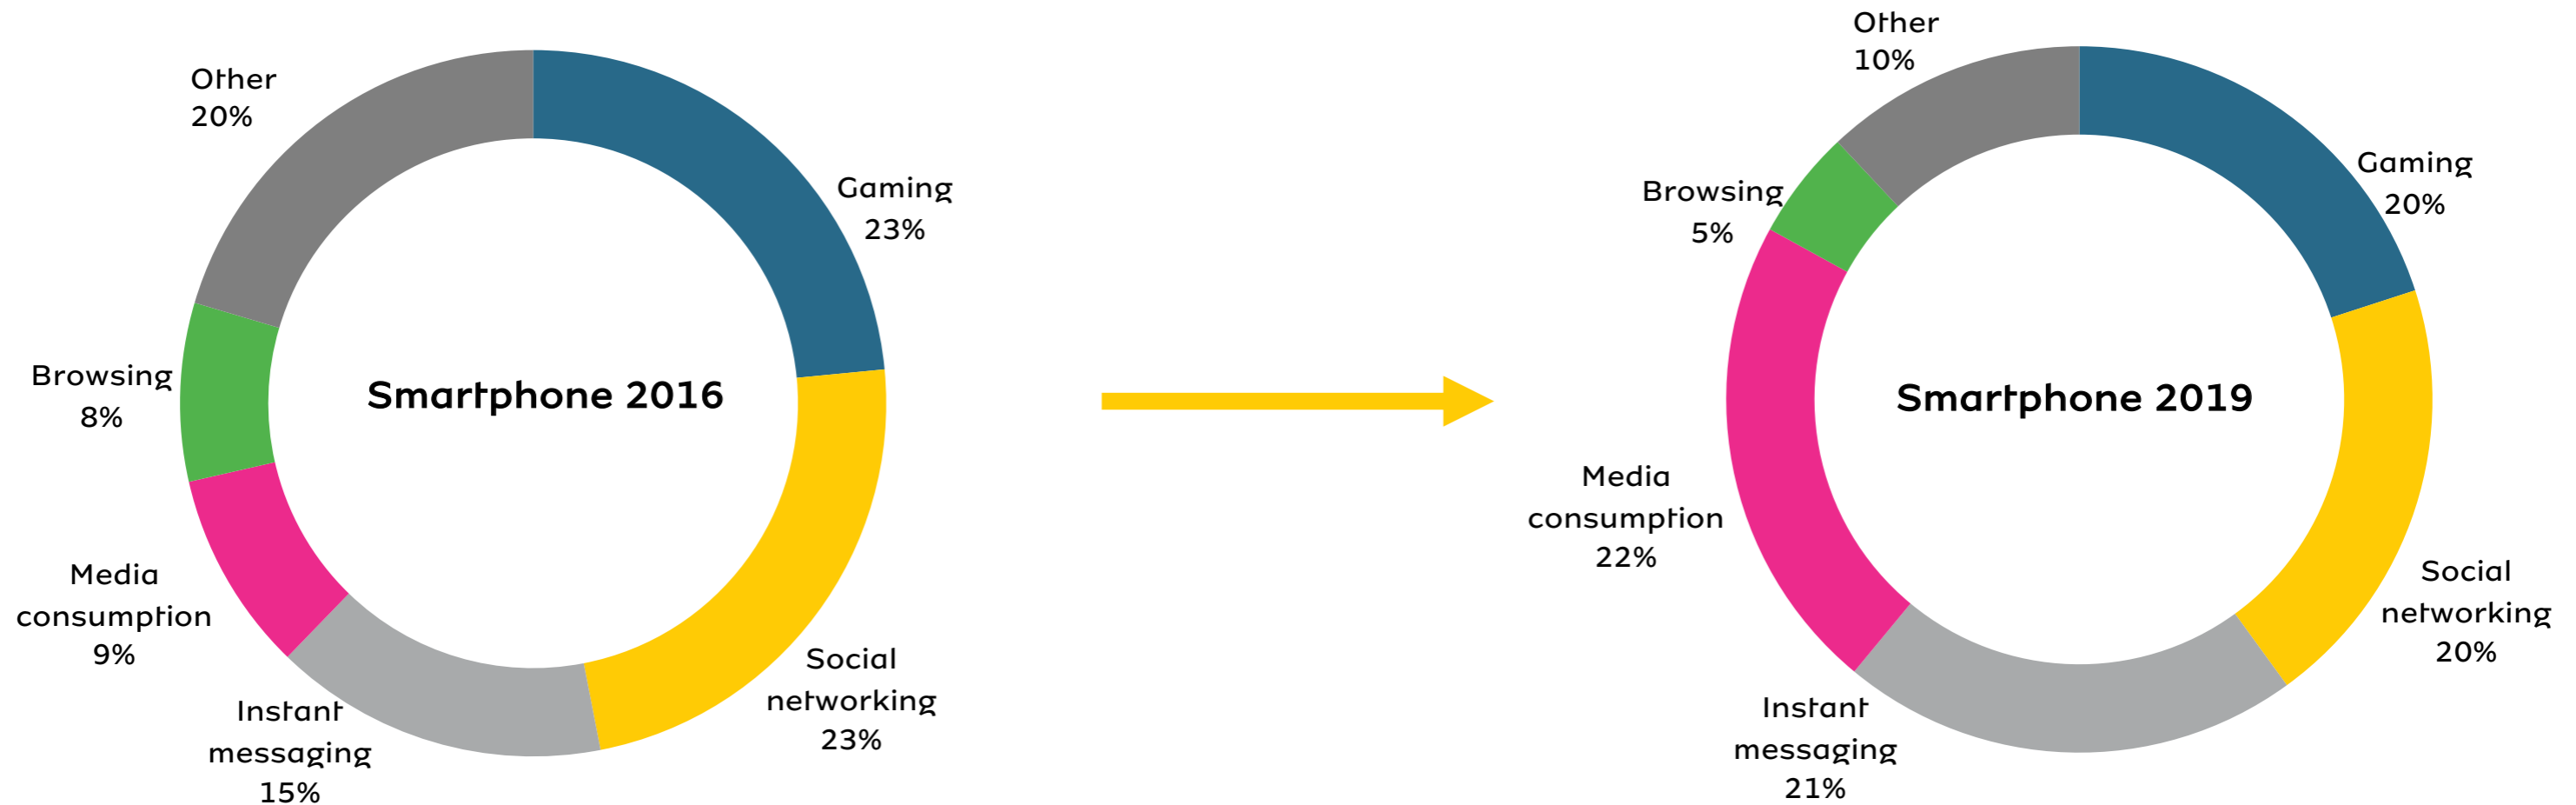 Other
20%
Gaming
23%
Browsing
8%
Smartphone 2016
Media
consumption
9%
Instant
messaging
15%
Social
networking
23%
Other
10%
Gaming
20%
Browsing
5%
Smartphone 2019
Media
consumption
22%
Social
networking
20%
Instant
messaging
21%